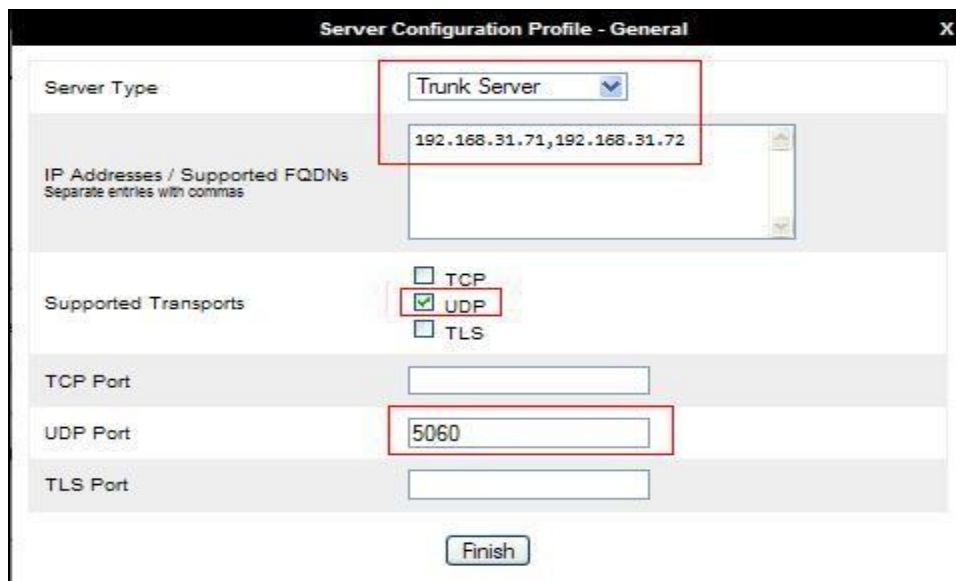 Server Configuration Profile - General X
Server Type Trunk Server
IP Addresses / Supported FQDNs
Separate entries with commas
192.168.31.71,192.168.31.72
Supported Transports
TCP
UDP
TLS
TCP Port
UDP Port 5060
TLS Port
Finish